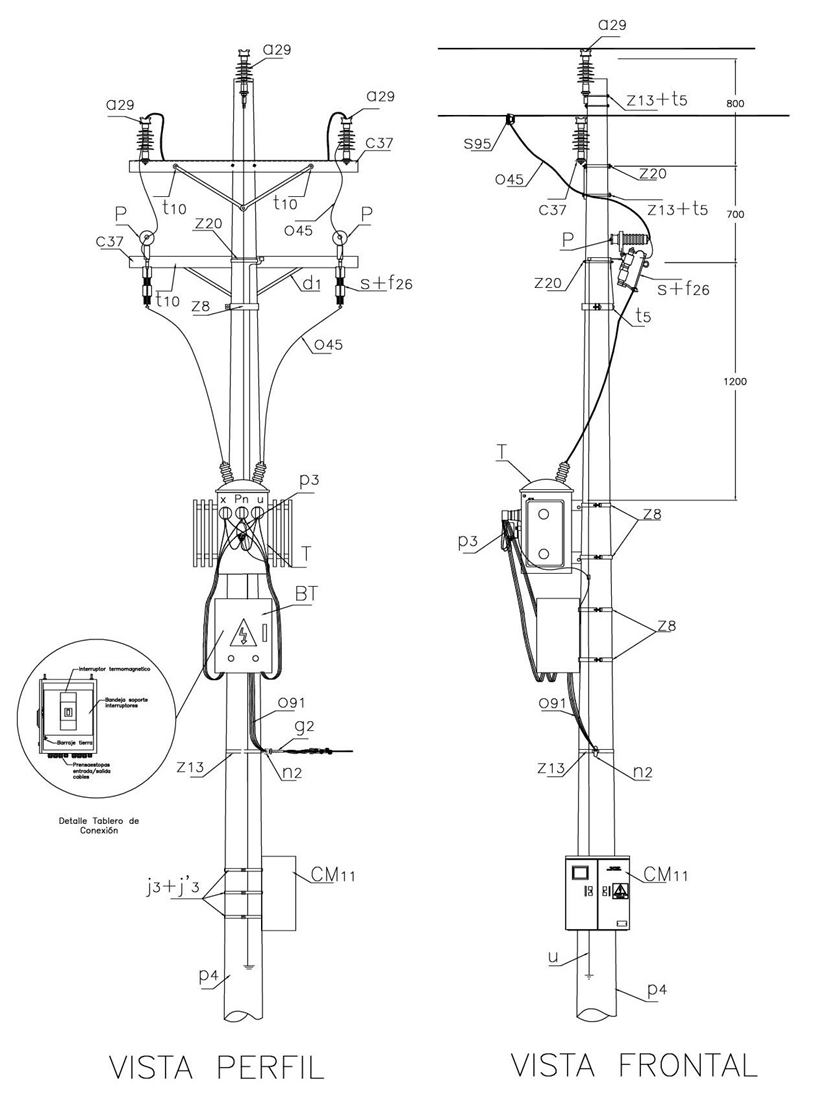 a29
a29
a29
C37
t10
t10
O45
P
Z20
P
C37
t10
d1
s+f26
Z8
O45
p3
x Pn u
T
BT
Interruptor termomagnetico
Bandeja soporte
interruptores
Barraje tierra
Prensaestopas
entrada/salida
cables
Detalle Tablero de
Conexión
O91
g2
Z13
n2
j3+j'3
CM11
p4
VISTA PERFIL
a29
Z13+t5
800
S95
O45
Z20
C37
Z13+t5
700
P
Z20
s+f26
t5
1200
T
p3
Z8
Z8
O91
Z13
n2
CM11
u
p4
VISTA FRONTAL